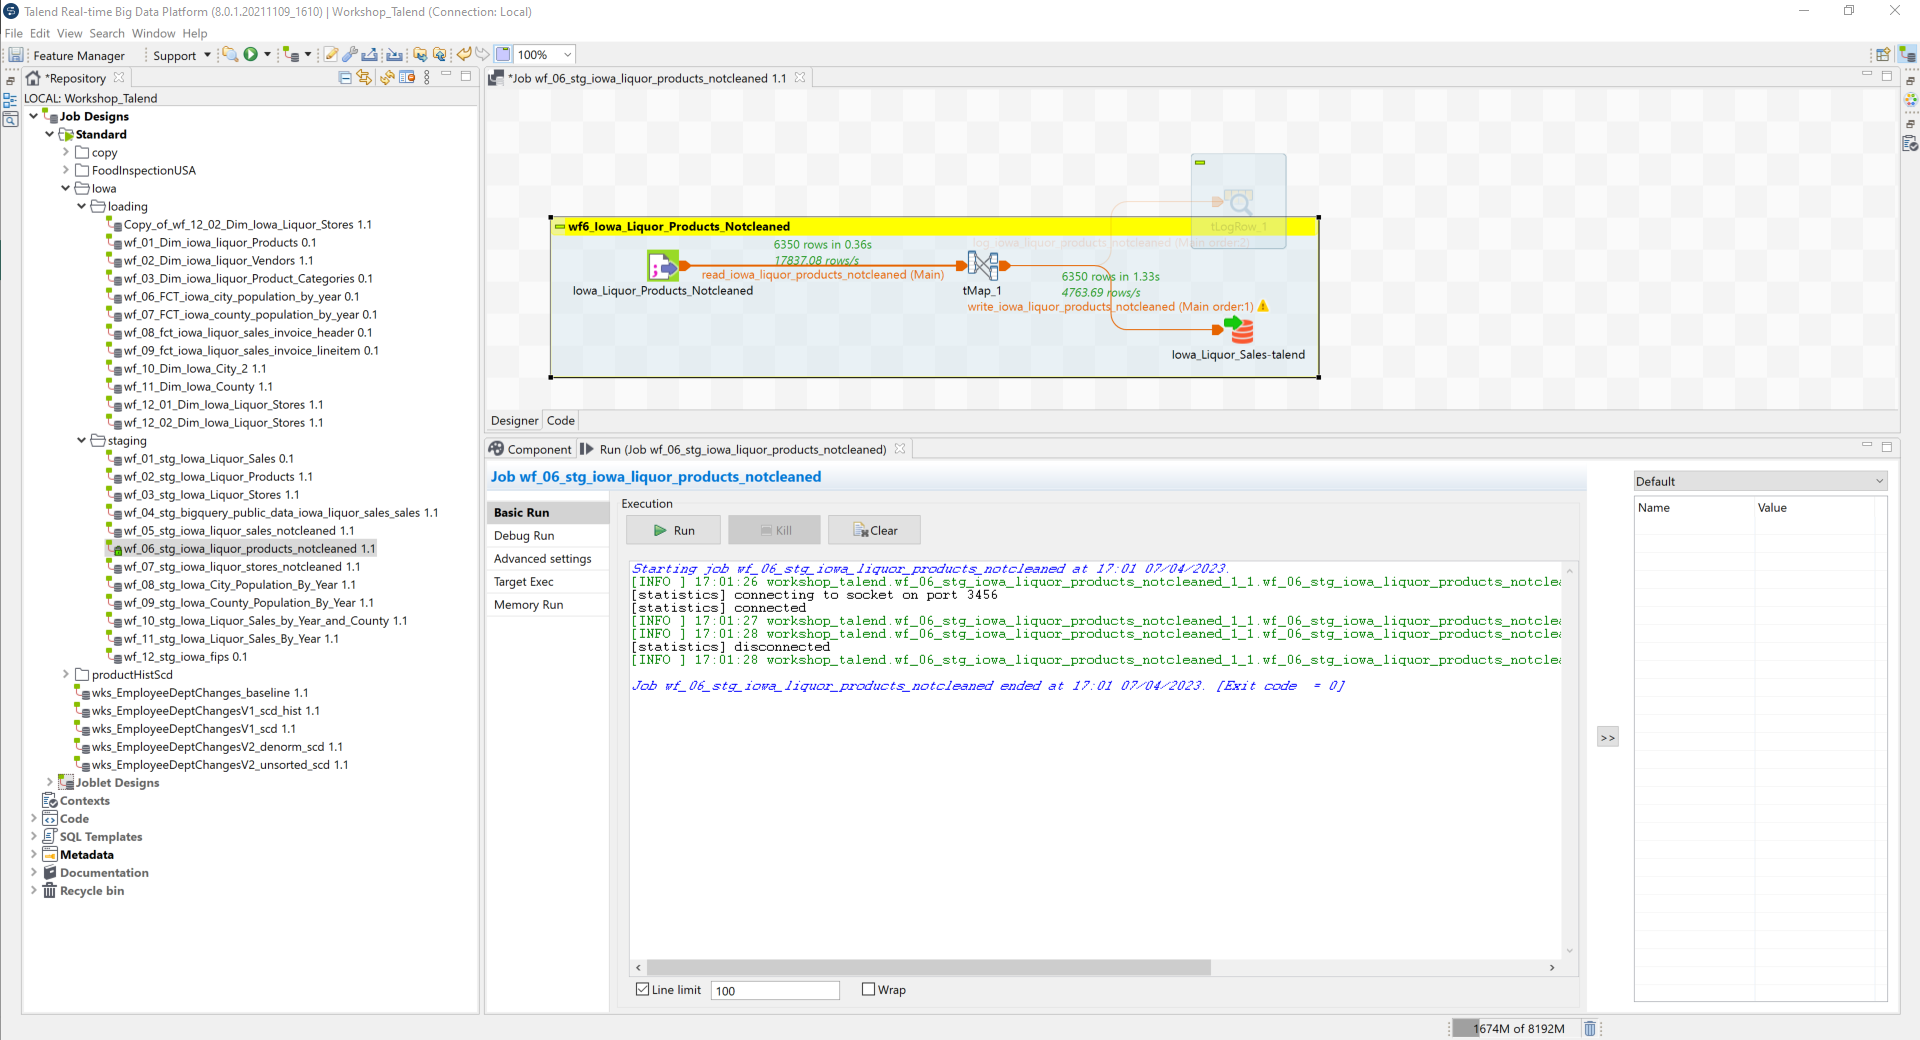 Talend Real-time Big Data Platform (8.0.1.20211109_1610) | Workshop_Talend (Connection: Local)
File Edit View Search Window Help
Feature Manager Support 100%
*Repository
LOCAL: Workshop_Talend
Job Designs
Standard
copy
FoodInspectionUSA
Iowa
loading
Copy_of_wf_12_02_Dim_Iowa_Liquor_Stores 1.1
wf_01_Dim_iowa_liquor_Products 0.1
wf_02_Dim_iowa_liquor_Vendors 1.1
wf_03_Dim_iowa_liquor_Product_Categories 0.1
wf_06_FCT_iowa_city_population_by_year 0.1
wf_07_FCT_iowa_county_population_by_year 0.1
wf_08_fct_iowa_liquor_sales_invoice_header 0.1
wf_09_fct_iowa_liquor_sales_invoice_lineitem 0.1
wf_10_Dim_Iowa_City_2 1.1
wf_11_Dim_Iowa_County 1.1
wf_12_01_Dim_Iowa_Liquor_Stores 1.1
wf_12_02_Dim_Iowa_Liquor_Stores 1.1
staging
wf_01_stg_Iowa_Liquor_Sales 0.1
wf_02_stg_Iowa_Liquor_Products 1.1
wf_03_stg_Iowa_Liquor_Stores 1.1
wf_04_stg_bigquery_public_data_iowa_liquor_sales_sales 1.1
wf_05_stg_iowa_liquor_sales_notcleaned 1.1
wf_06_stg_iowa_liquor_products_notcleaned 1.1
wf_07_stg_iowa_liquor_stores_notcleaned 1.1
wf_08_stg_Iowa_City_Population_By_Year 1.1
wf_09_stg_Iowa_County_Population_By_Year 1.1
wf_10_stg_Iowa_Liquor_Sales_by_Year_and_County 1.1
wf_11_stg_Iowa_Liquor_Sales_By_Year 1.1
wf_12_stg_iowa_fips 0.1
productHistScd
wks_EmployeeDeptChanges_baseline 1.1
wks_EmployeeDeptChangesV1_scd_hist 1.1
wks_EmployeeDeptChangesV1_scd 1.1
wks_EmployeeDeptChangesV2_denorm_scd 1.1
wks_EmployeeDeptChangesV2_unsorted_scd 1.1
Joblet Designs
Contexts
Code
SQL Templates
Metadata
Documentation
Recycle bin
*Job wf_06_stg_iowa_liquor_products_notcleaned 1.1
wf6_Iowa_Liquor_Products_Notcleaned
tLogRow_1
log_iowa_liquor_products_notcleaned (Main order:2)
6350 rows in 0.36s
17837.08 rows/s
read_iowa_liquor_products_notcleaned (Main)
Iowa_Liquor_Products_Notcleaned
tMap_1
6350 rows in 1.33s
4763.69 rows/s
write_iowa_liquor_products_notcleaned (Main order:1)
Iowa_Liquor_Sales-talend
Designer Code
Component Run (Job wf_06_stg_iowa_liquor_products_notcleaned)
Job wf_06_stg_iowa_liquor_products_notcleaned
Basic Run
Debug Run
Advanced settings
Target Exec
Memory Run
Execution
Run Kill Clear
Starting job wf_06_stg_iowa_liquor_products_notcleaned at 17:01 07/04/2023.
[INFO ] 17:01:26 workshop_talend.wf_06_stg_iowa_liquor_products_notcleaned_1_1.wf_06_stg_iowa_liquor_products_notclea
[statistics] connecting to socket on port 3456
[statistics] connected
[INFO ] 17:01:27 workshop_talend.wf_06_stg_iowa_liquor_products_notcleaned_1_1.wf_06_stg_iowa_liquor_products_notclea
[INFO ] 17:01:28 workshop_talend.wf_06_stg_iowa_liquor_products_notcleaned_1_1.wf_06_stg_iowa_liquor_products_notclea
[statistics] disconnected
[INFO ] 17:01:28 workshop_talend.wf_06_stg_iowa_liquor_products_notcleaned_1_1.wf_06_stg_iowa_liquor_products_notclea
Job wf_06_stg_iowa_liquor_products_notcleaned ended at 17:01 07/04/2023. [Exit code  = 0]
Line limit 100 Wrap
>>
Default
Name Value
1674M of 8192M